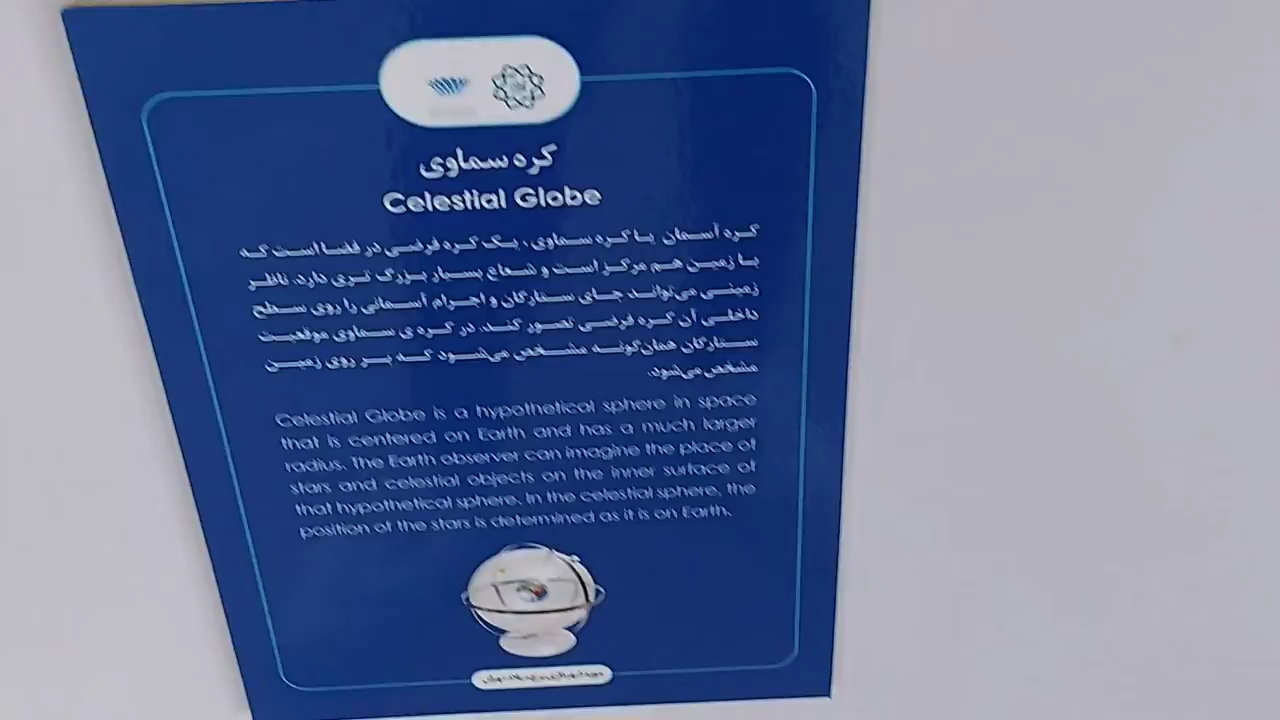 کره سماوی
Celestial Globe
کره آسمان یا کره سماوی، یک کره فرضی در فضا است که
با زمین هم مرکز است و شعاع بسیار بزرگ تری دارد. ناظر
زمینی می‌تواند جای ستارگان و اجرام آسمانی را روی سطح
داخلی آن کره فرضی تصور کند. در کره ی سماوی موقعیت
ستارگان همان‌گونه مشخص می‌شود که بر روی زمین
مشخص می‌شود.
Celestial Globe is a hypothetical sphere in space
that is centered on Earth and has a much larger
radius. The Earth observer can imagine the place of
stars and celestial objects on the inner surface of
that hypothetical sphere. In the celestial sphere, the
position of the stars is determined as it is on Earth.